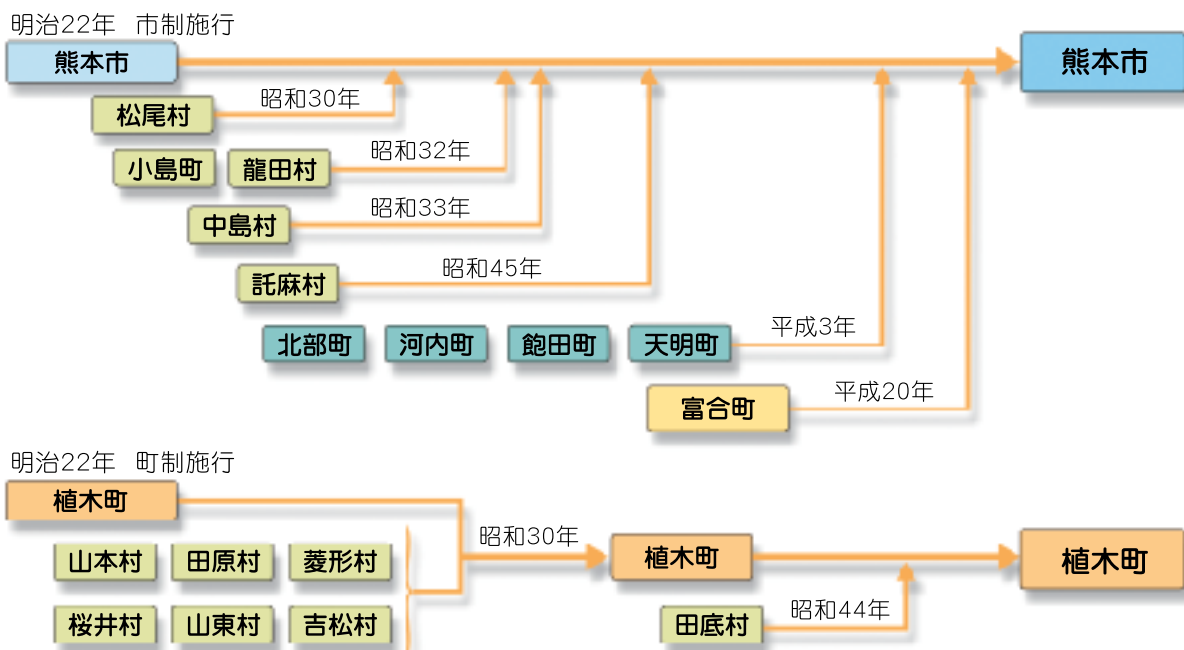 明治22年 市制施行
熊本市
熊本市
松尾村
昭和30年
小島町
龍田村
昭和32年
中島村
昭和33年
託麻村
昭和45年
北部町
河内町
飽田町
天明町
平成3年
富合町
平成20年
明治22年 町制施行
植木町
昭和30年
植木町
植木町
山本村
田原村
菱形村
桜井村
山東村
吉松村
田底村
昭和44年